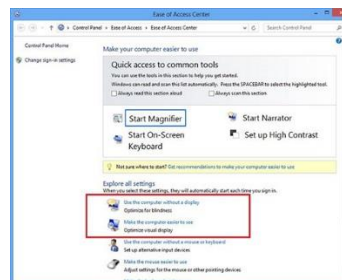 Ease of Access Center
Control Panel ▸ Ease of Access ▸ Ease of Access Center
Search Control Panel
Control Panel Home
Change sign-in settings
Make your computer easier to use
Quick access to common tools
You can use the tools in this section to help you get started.
Windows can read and scan this list automatically. Press the SPACEBAR to select the highlighted tool.
Always read this section aloud
Always scan this section
Start Magnifier
Start Narrator
Start On-Screen Keyboard
Set up High Contrast
Not sure where to start? Get recommendations to make your computer easier to use
Explore all settings
When you select these settings, they will automatically start each time you sign in.
Use the computer without a display
Optimize for blindness
Make the computer easier to see
Optimize visual display
Use the computer without a mouse or keyboard
Set up alternative input devices
Make the mouse easier to use
Adjust settings for the mouse or other pointing devices